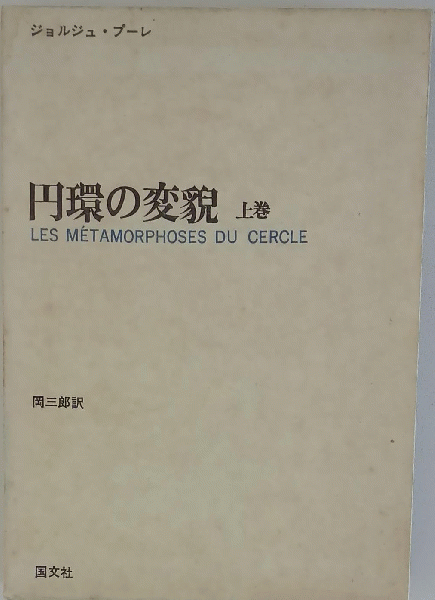 ジョルジュ・プーレ
円環の変貌 上巻
LES MÉTAMORPHOSES DU CERCLE
岡三郎訳
国文社